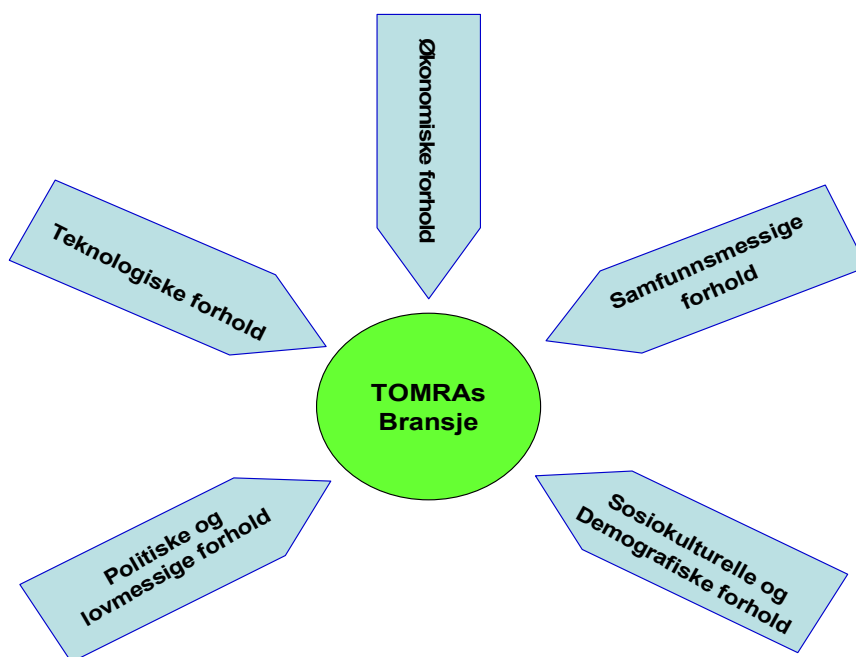 Økonomiske forhold
Teknologiske forhold
Samfunnsmessige
forhold
TOMRAs
Bransje
Politiske og
lovmessige forhold
Sosiokulturelle og
Demografiske forhold